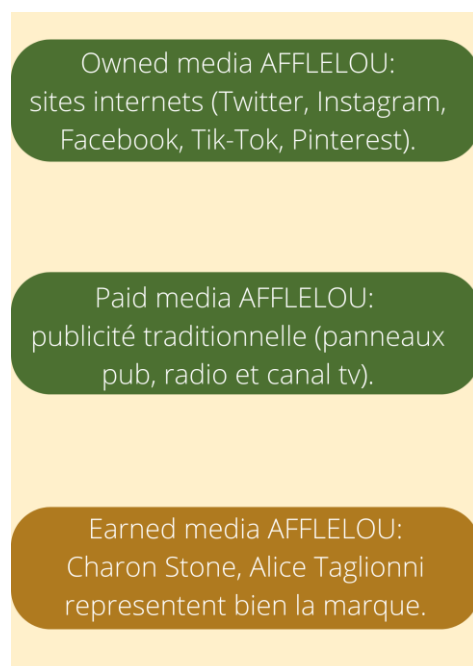 Owned media AFFLELOU:
sites internets (Twitter, Instagram,
Facebook, Tik-Tok, Pinterest).
Paid media AFFLELOU:
publicité traditionnelle (panneaux
pub, radio et canal tv).
Earned media AFFLELOU:
Charon Stone, Alice Taglionni
representent bien la marque.